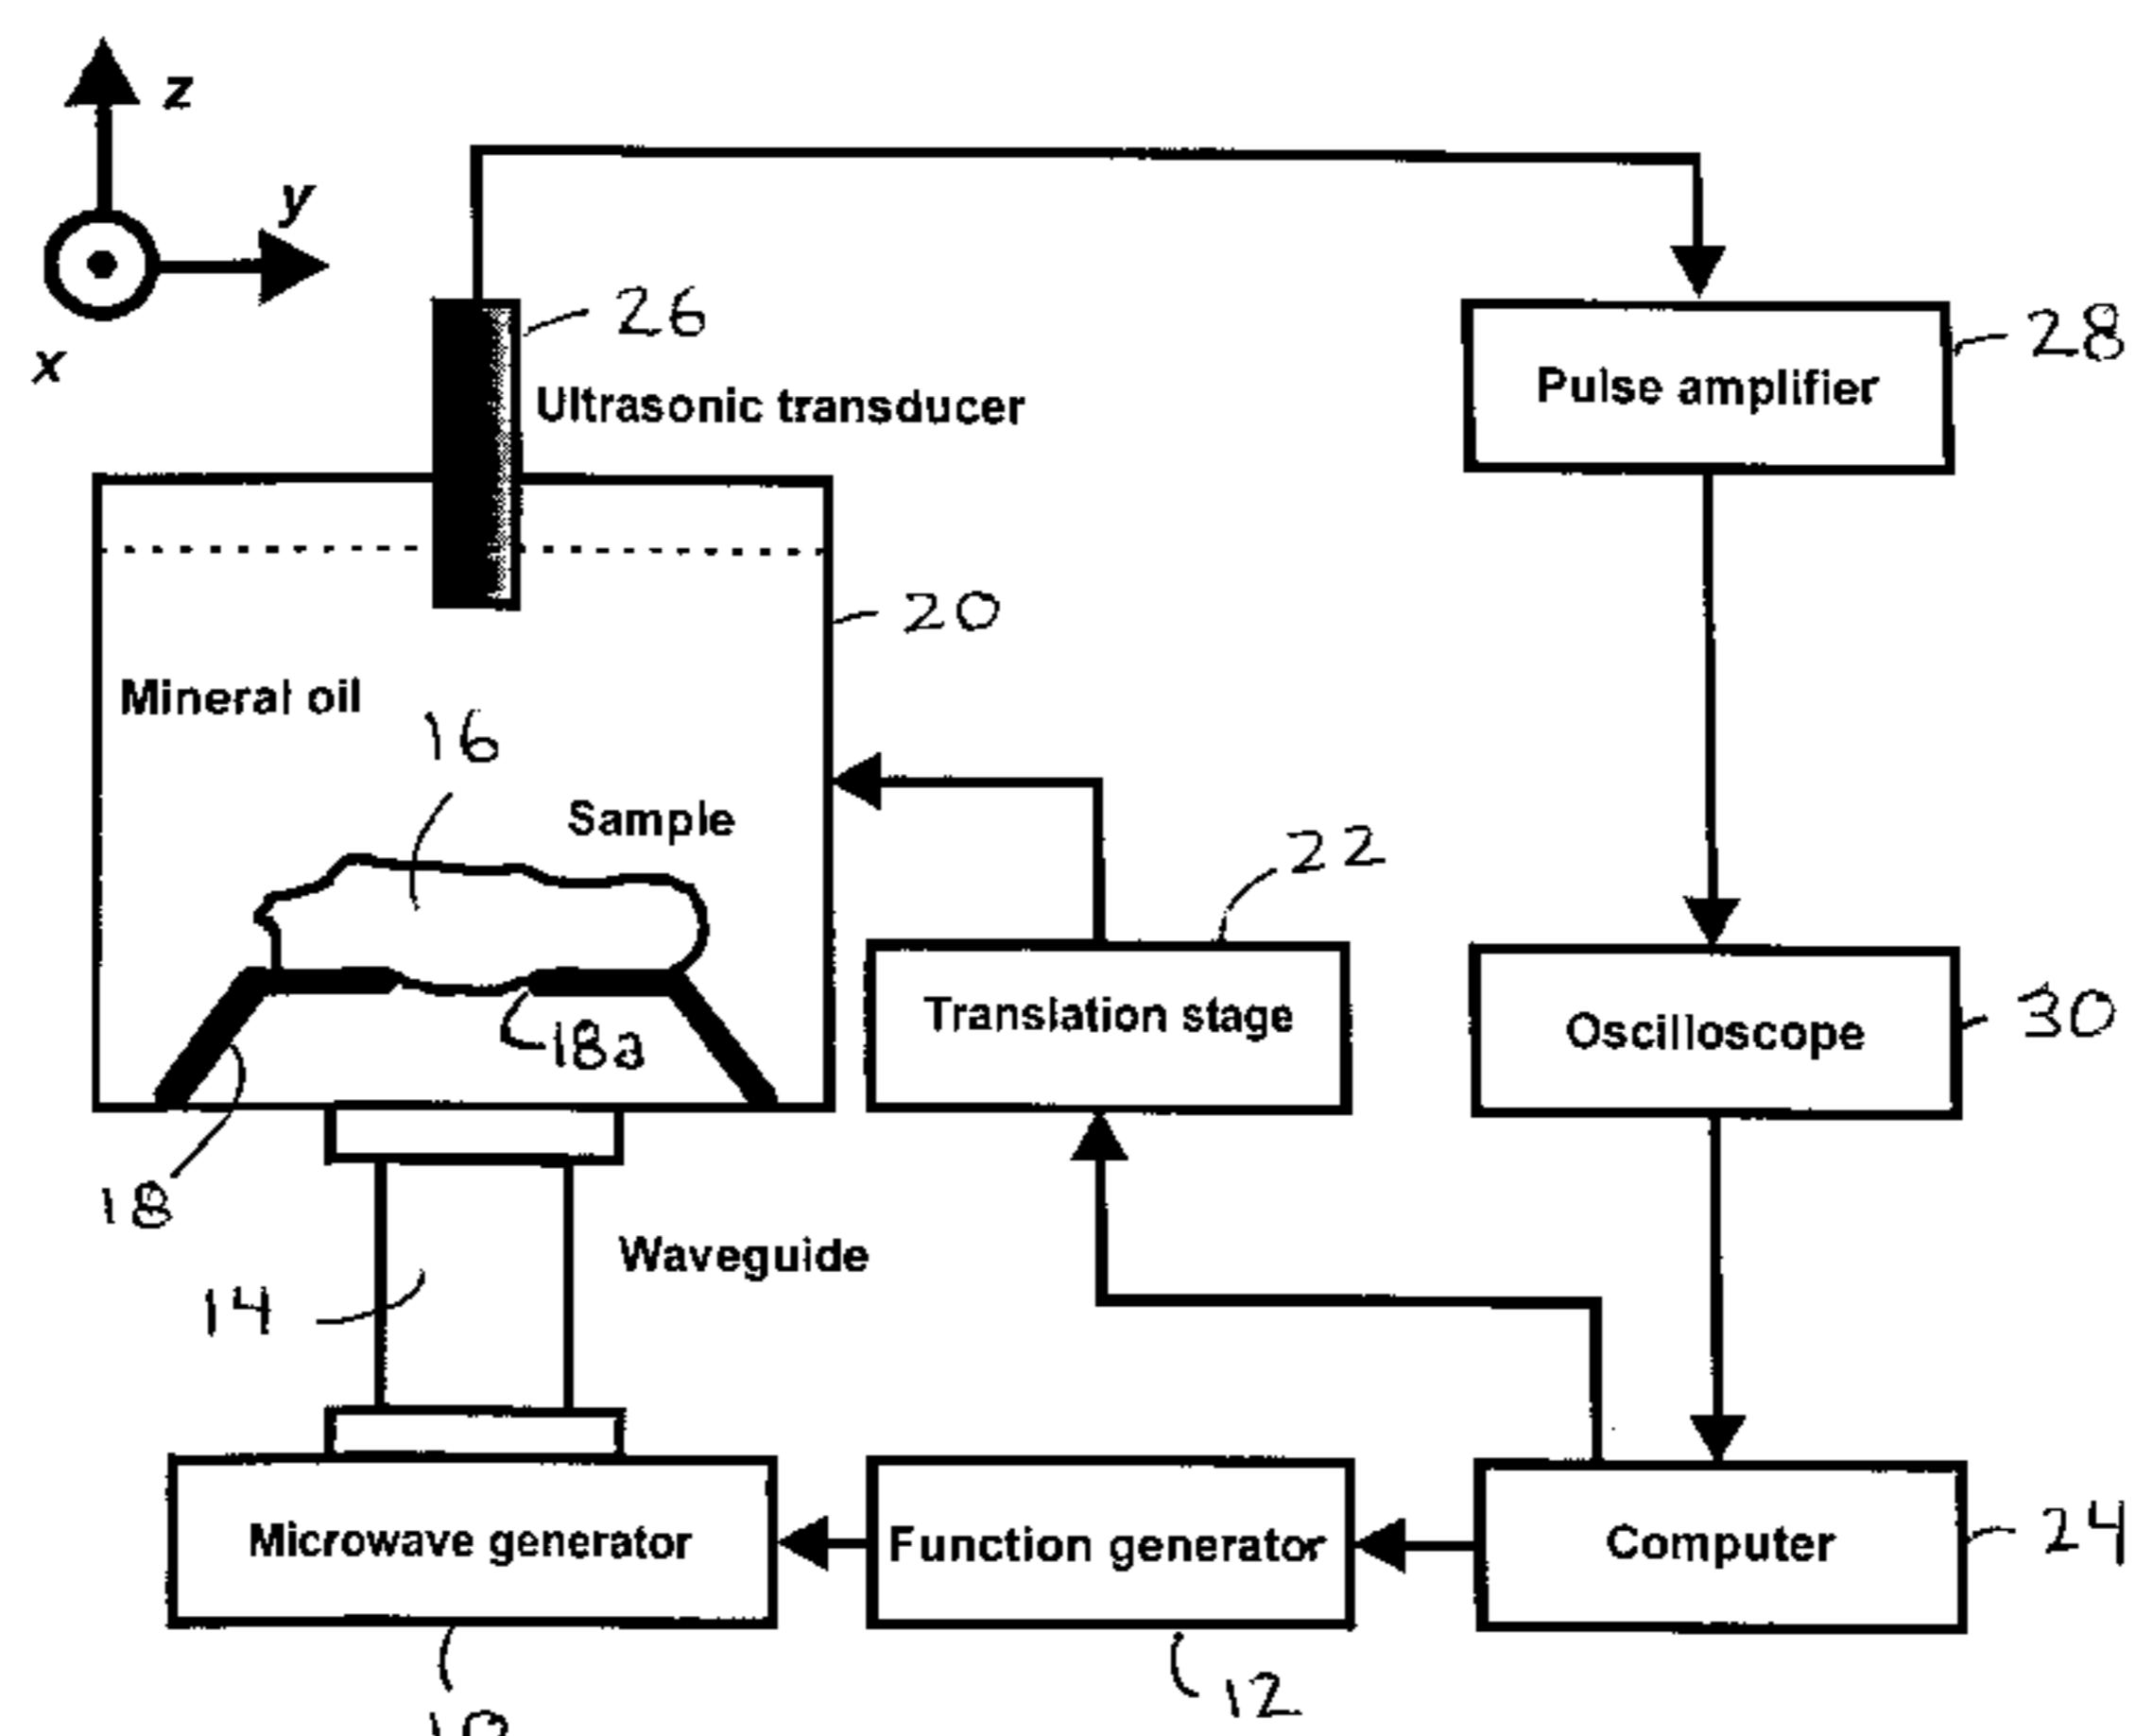 z
y
x
26
28
Pulse amplifier
Ultrasonic transducer
20
Mineral oil
16
Sample
22
Translation stage
30
Oscilloscope
18a
18
Waveguide
14
Microwave generator
Function generator
Computer
24
12